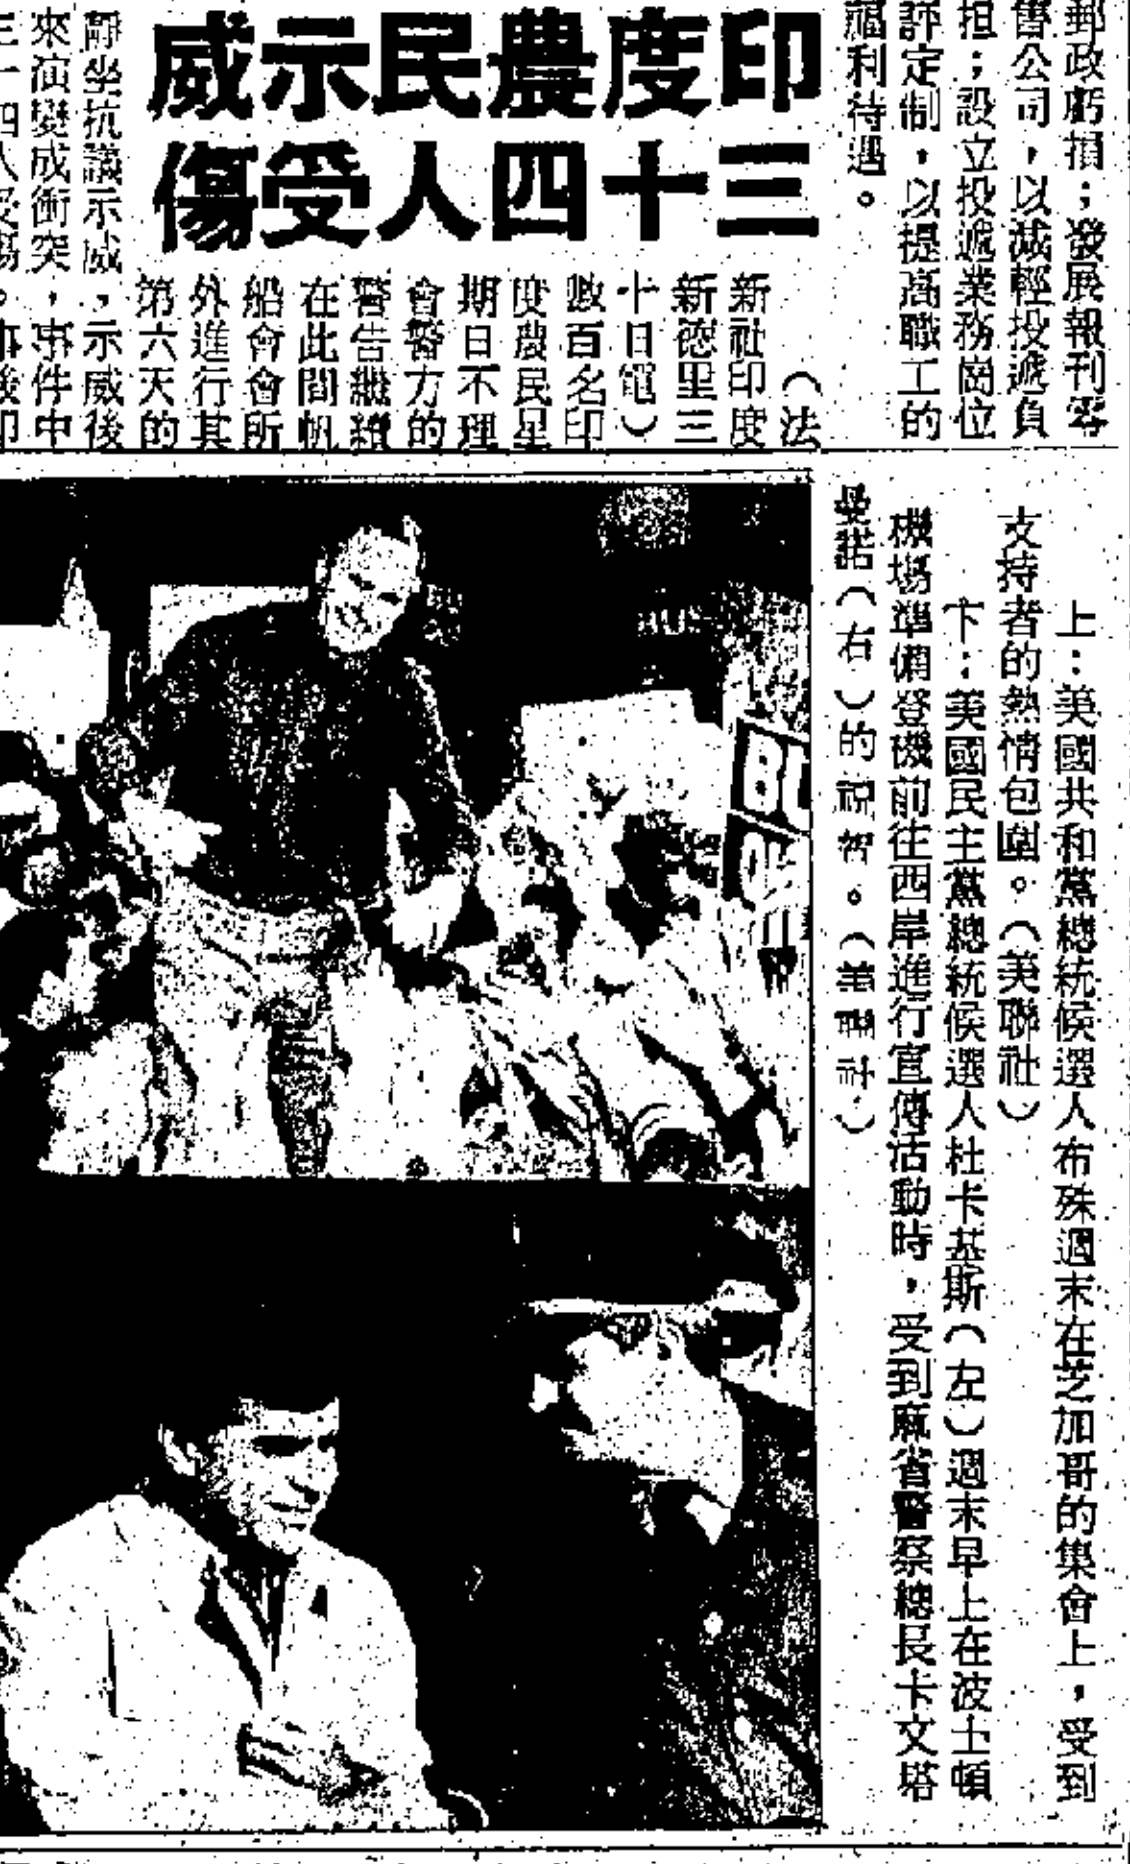 郵政虧損；發展報刊零
售公司，以減輕投遞負
担；設立投遞業務崗位
評定制，以提高職工的
福利待遇。
印度農民示威
三十四人受傷
（法
新社印度
新德里三
十日電）
數百名印
度農民星
期日不理
會警方的
警告繼續
在此間帆
船會會所
外進行其
第六天的
靜坐抗議示威，示威後
來演變成衝突，事件中
三十四人受傷。事後印
上：美國共和黨總統候選人布殊週末在芝加哥的集會上，受到
支持者的熱情包圍。（美聯社）
下：美國民主黨總統候選人杜卡基斯（左）週末早上在波士頓
機場準備登機前往西岸進行宣傳活動時，受到麻省警察總長卡文塔
曼諾（右）的祝賀。（美聯社）